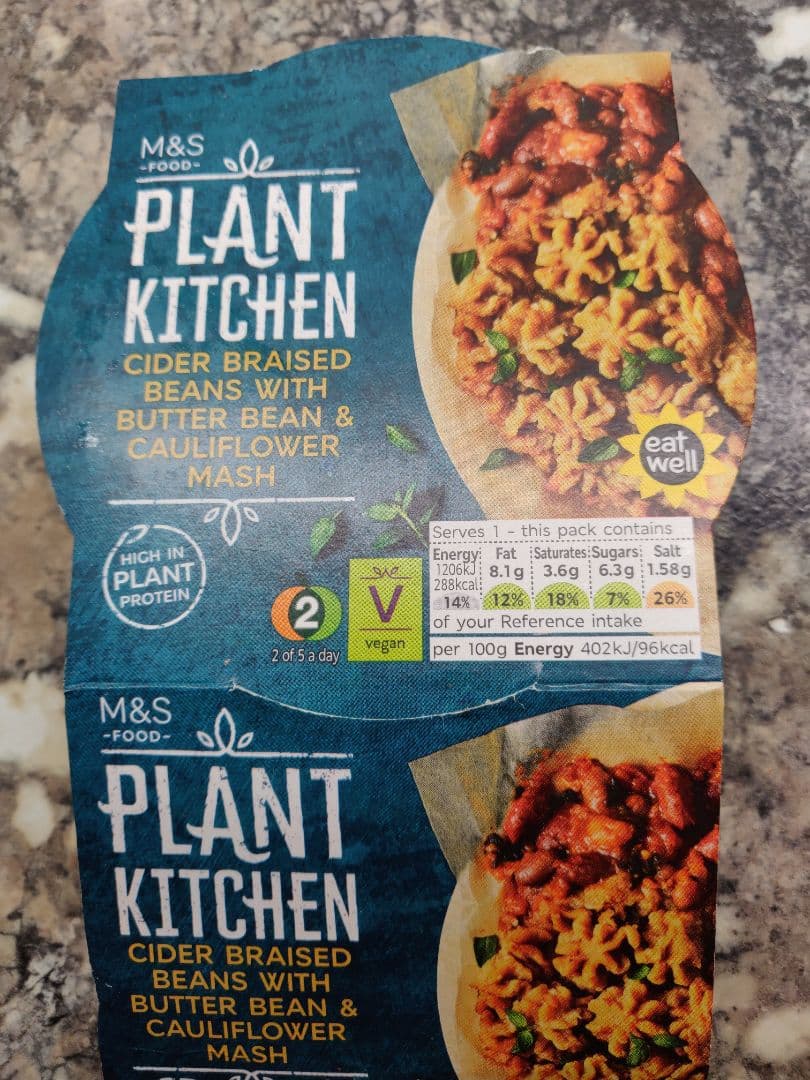 M&S
-FOOD-
PLANT
KITCHEN
CIDER BRAISED
BEANS WITH
BUTTER BEAN &
CAULIFLOWER
MASH
eat
well
HIGH IN
PLANT
PROTEIN
2
2 of 5 a day
V
vegan
Serves 1 - this pack contains
Energy Fat Saturates Sugars Salt
1206kJ 8.1g 3.6g 6.3g 1.58g
288kcal
14% 12% 18% 7% 26%
of your Reference intake
per 100g Energy 402kJ/96kcal
M&S
-FOOD-
PLANT
KITCHEN
CIDER BRAISED
BEANS WITH
BUTTER BEAN &
CAULIFLOWER
MASH